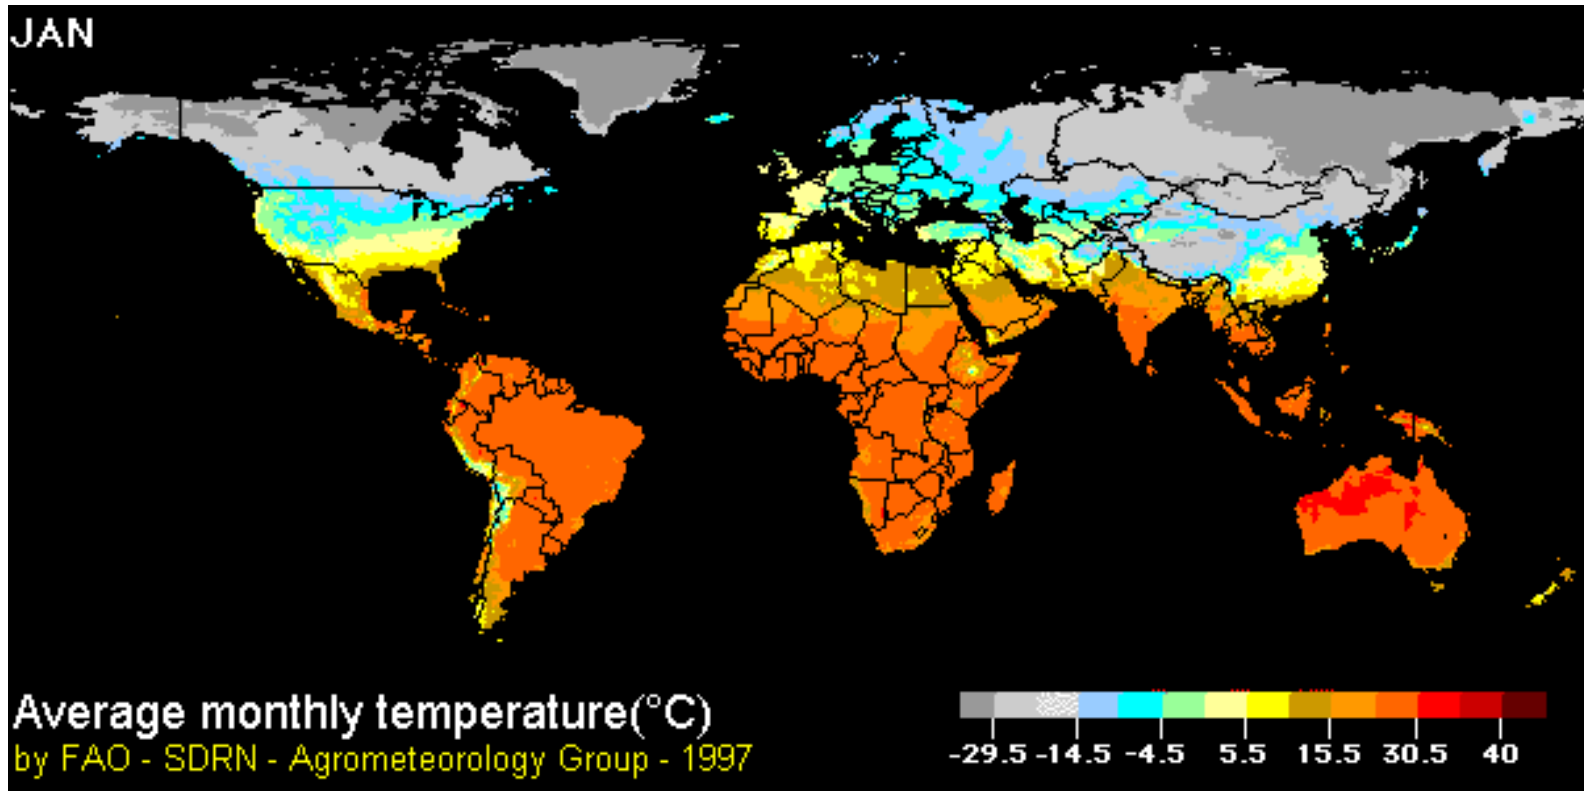 JAN
Average monthly temperature(°C)
by FAO - SDRN - Agrometeorology Group - 1997
-29.5 -14.5 -4.5 5.5 15.5 30.5 40